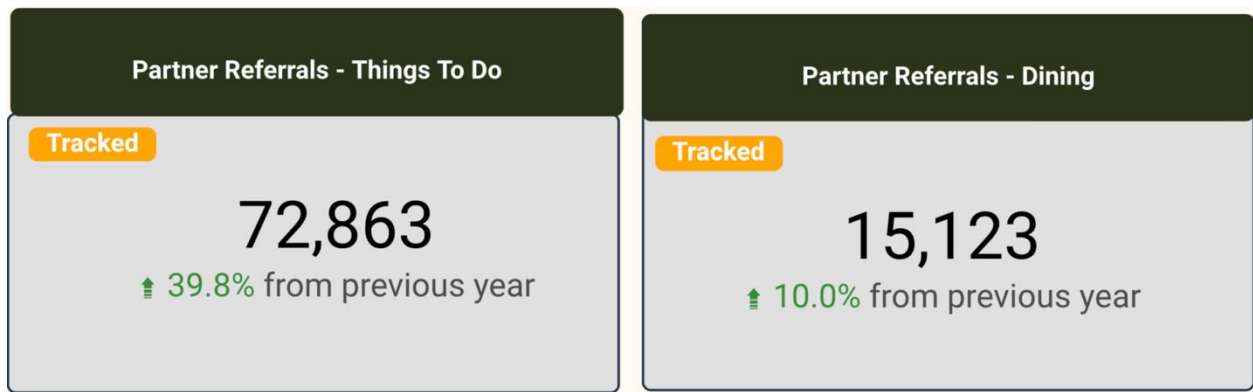 Partner Referrals - Things To Do
Tracked
72,863
39.8% from previous year
Partner Referrals - Dining
Tracked
15,123
10.0% from previous year